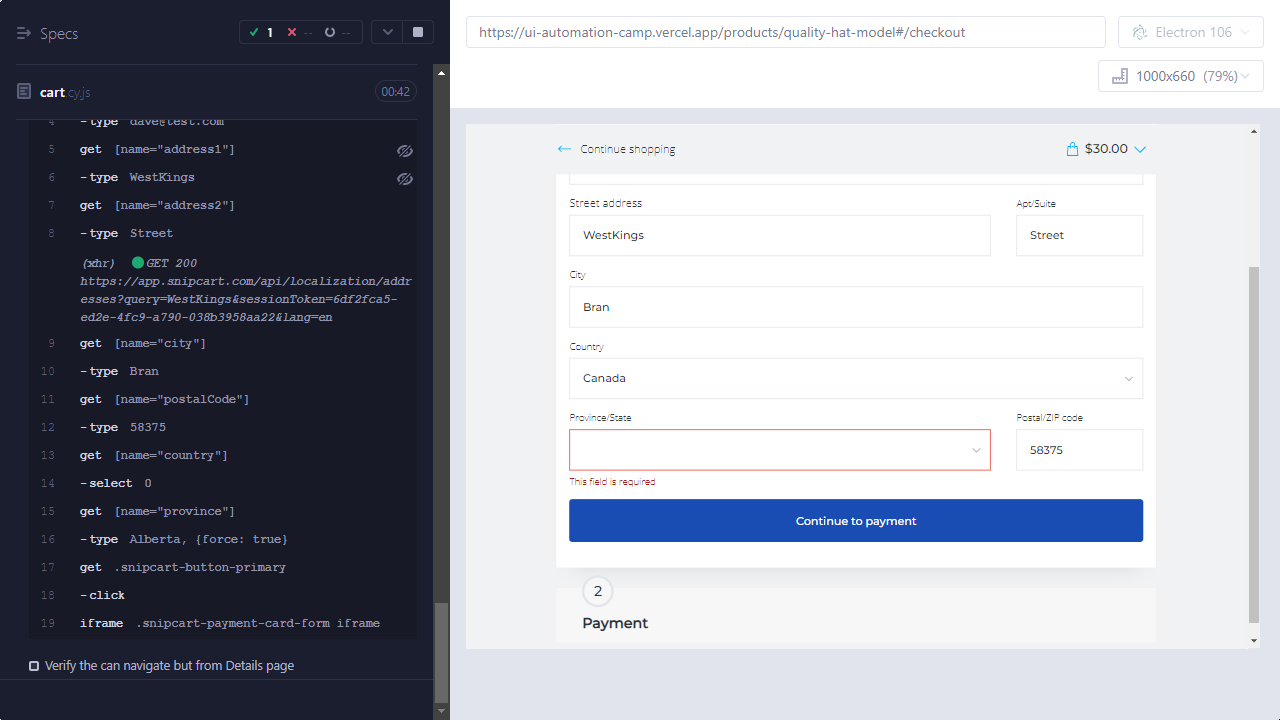 Specs
1
--
--
cart.cy.js
00:42
4 -type dave@test.com
5 get [name="address1"]
6 -type WestKings
7 get [name="address2"]
8 -type Street
(xhr) GET 200
https://app.snipcart.com/api/localization/addr
esses?query=WestKings&sessionToken=6df2fca5-
ed2e-4fc9-a790-038b3958aa22&lang=en
9 get [name="city"]
10 -type Bran
11 get [name="postalCode"]
12 -type 58375
13 get [name="country"]
14 -select 0
15 get [name="province"]
16 -type Alberta, {force: true}
17 get .snipcart-button-primary
18 -click
19 iframe .snipcart-payment-card-form iframe
Verify the can navigate but from Details page
https://ui-automation-camp.vercel.app/products/quality-hat-model#/checkout
Electron 106
1000x660 (79%)
Continue shopping
$30.00
Street address
Apt/Suite
WestKings
Street
City
Bran
Country
Canada
Province/State
Postal/ZIP code
58375
This field is required
Continue to payment
2
Payment